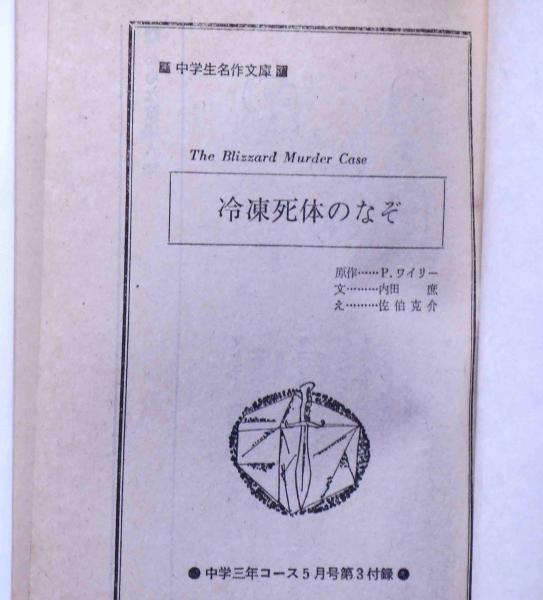 中学生名作文庫
The Blizzard Murder Case
冷凍死体のなぞ
原作……P.ワイリー
文………内田 庶
え………佐伯克介
●中学三年コース5月号第3付録●